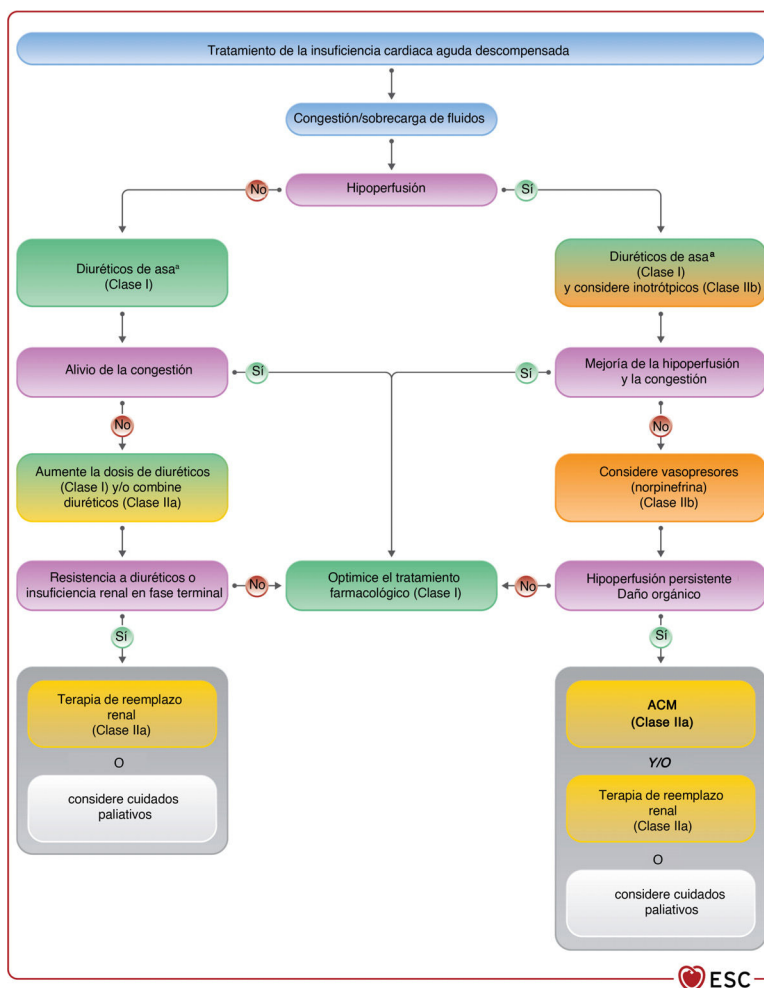 Tratamiento de la insuficiencia cardiaca aguda descompensada
Congestión/sobrecarga de fluidos
Hipoperfusión
No
Sí
Diuréticos de asaª
(Clase I)
Diuréticos de asaª
(Clase I)
y considere inotrótpicos (Clase IIb)
Alivio de la congestión
Sí
Sí
Mejoría de la hipoperfusión
y la congestión
No
No
Aumente la dosis de diuréticos
(Clase I) y/o combine
diuréticos (Clase IIa)
Considere vasopresores
(norpinefrina)
(Clase IIb)
Resistencia a diuréticos o
insuficiencia renal en fase terminal
No
Optimice el tratamiento
farmacológico (Clase I)
No
Hipoperfusión persistente
Daño orgánico
Sí
Sí
Terapia de reemplazo
renal
(Clase IIa)
O
considere cuidados
paliativos
ACM
(Clase IIa)
Y/O
Terapia de reemplazo
renal
(Clase IIa)
O
considere cuidados
paliativos
ESC